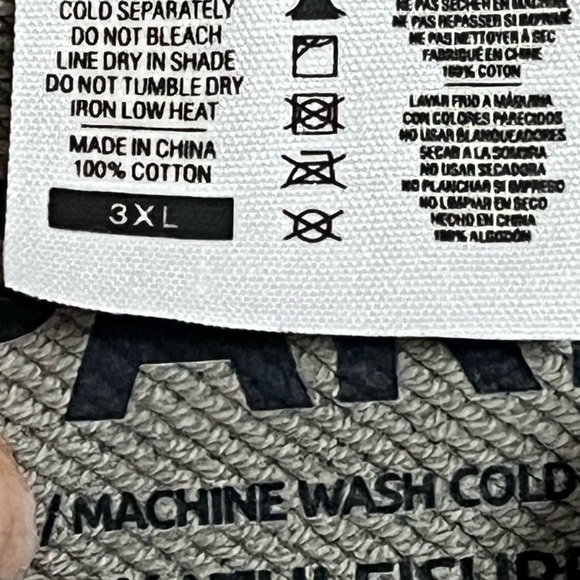 COLD SEPARATELY
DO NOT BLEACH
LINE DRY IN SHADE
DO NOT TUMBLE DRY
IRON LOW HEAT
MADE IN CHINA
100% COTTON
3XL
NE PAS SÉCHER EN MACHINE
NE PAS REPASSER SI IMPRIMÉ
NE PAS NETTOYER À SEC
FABRIQUÉ EN CHINE
100% COTON
LAVAR FRIO A MÁQUINA
CON COLORES PARECIDOS
NO USAR BLANQUEADORES
SECAR A LA SOMBRA
NO USAR SECADORA
NO PLANCHAR SI IMPRESO
NO LIMPIAR EN SECO
HECHO EN CHINA
100% ALGODÓN
/ MACHINE WASH COLD